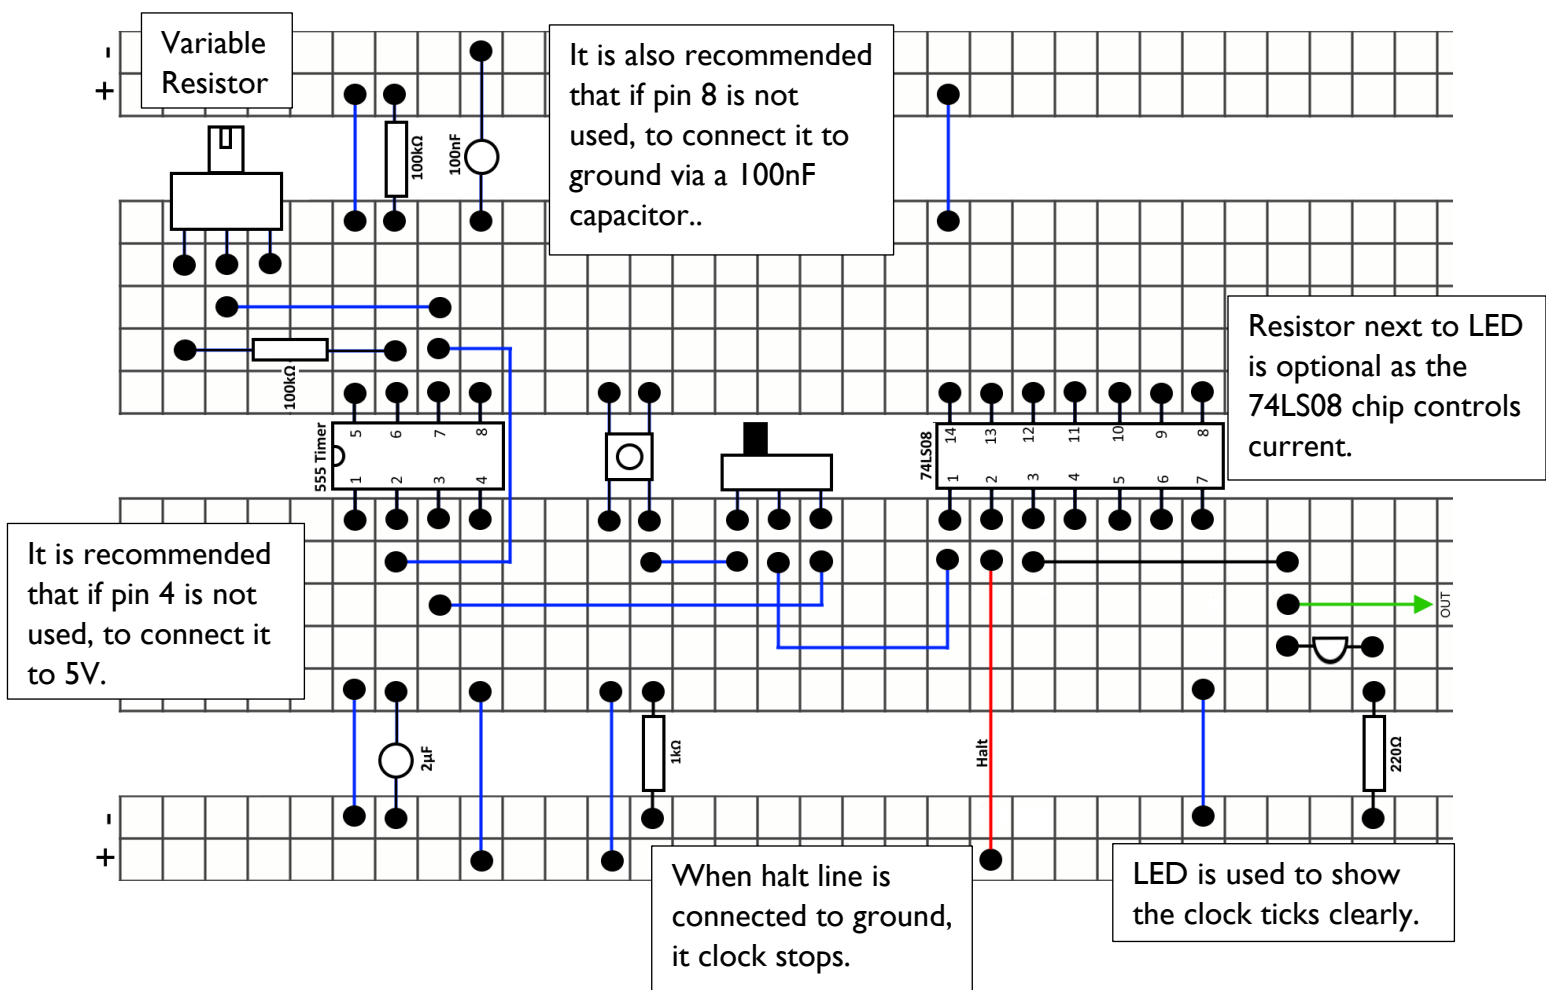 Variable
Resistor
-
+
It is also recommended
that if pin 8 is not
used, to connect it to
ground via a 100nF
capacitor..
100kΩ
100nF
100kΩ
Resistor next to LED
is optional as the
74LS08 chip controls
current.
555 Timer
5
6
7
8
1
2
3
4
74LS08
14
13
12
11
10
9
8
1
2
3
4
5
6
7
It is recommended
that if pin 4 is not
used, to connect it
to 5V.
OUT
2µF
1kΩ
Halt
220Ω
-
+
When halt line is
connected to ground,
it clock stops.
LED is used to show
the clock ticks clearly.